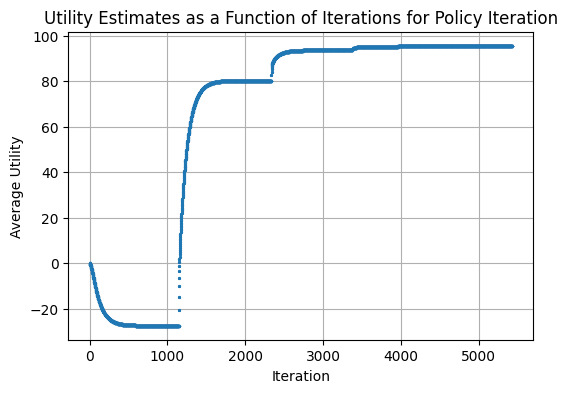 Utility Estimates as a Function of Iterations for Policy Iteration
100
80
60
40
20
0
−20
Average Utility
0 1000 2000 3000 4000 5000
Iteration